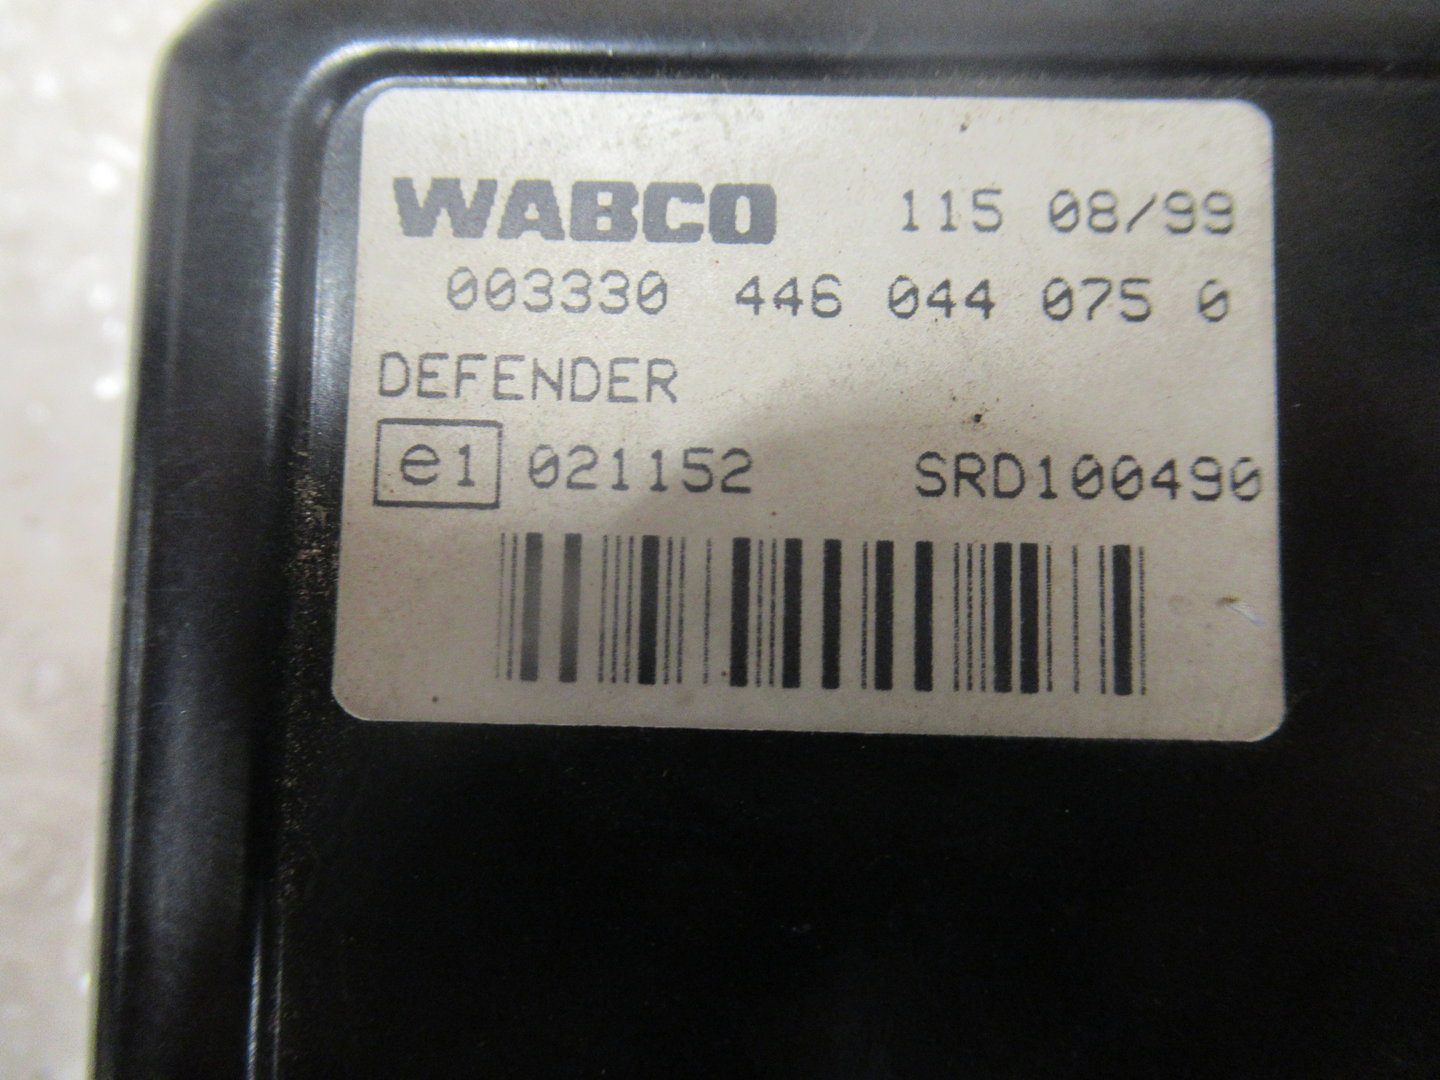 WABCO 115 08/99
003330 446 044 075 0
DEFENDER
e1 021152 SRD100490